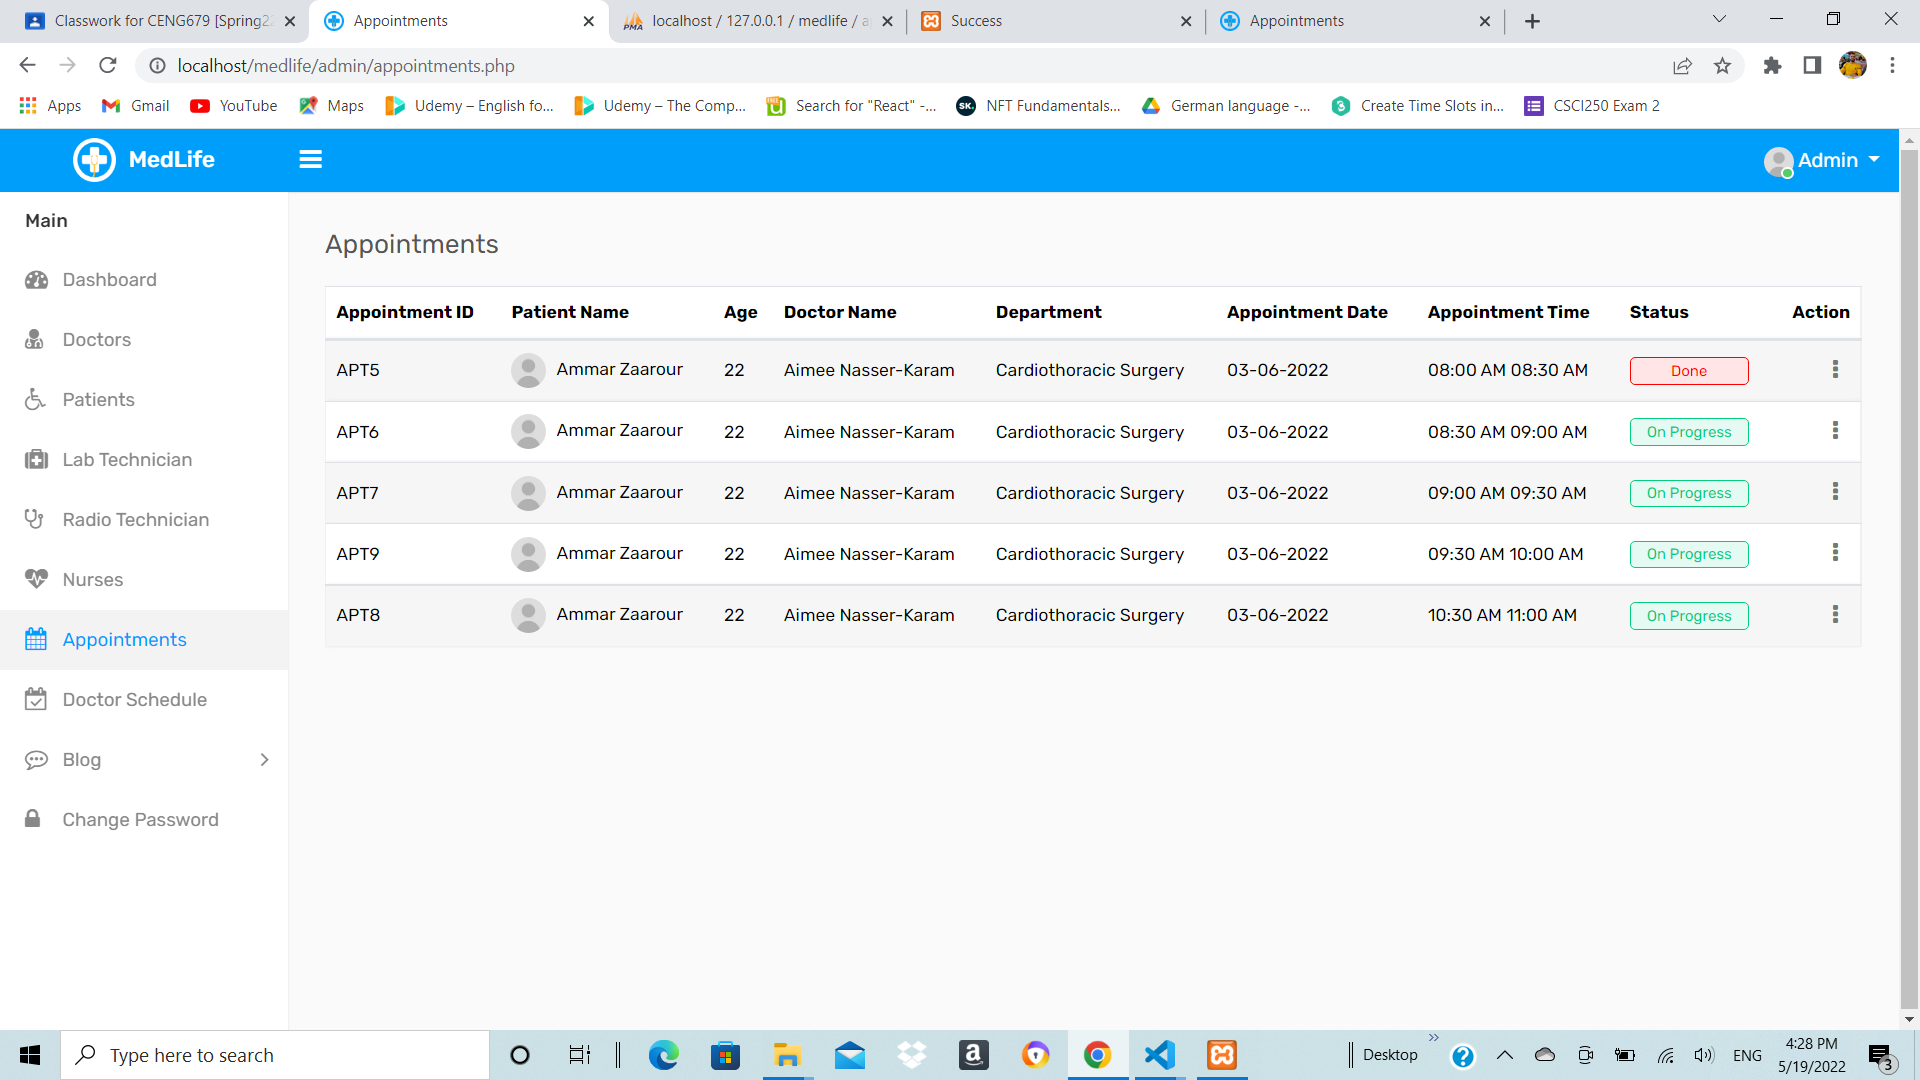 Classwork for CENG679 [Spring22
Appointments
localhost / 127.0.0.1 / medlife / a
Success
Appointments
localhost/medlife/admin/appointments.php
Apps
Gmail
YouTube
Maps
Udemy – English fo...
Udemy – The Comp...
Search for "React" -...
NFT Fundamentals...
German language -...
Create Time Slots in...
CSCI250 Exam 2
MedLife
Admin
Main
Dashboard
Doctors
Patients
Lab Technician
Radio Technician
Nurses
Appointments
Doctor Schedule
Blog
Change Password
Appointments
Appointment ID Patient Name Age Doctor Name Department Appointment Date Appointment Time Status Action
APT5 Ammar Zaarour 22 Aimee Nasser-Karam Cardiothoracic Surgery 03-06-2022 08:00 AM 08:30 AM Done
APT6 Ammar Zaarour 22 Aimee Nasser-Karam Cardiothoracic Surgery 03-06-2022 08:30 AM 09:00 AM On Progress
APT7 Ammar Zaarour 22 Aimee Nasser-Karam Cardiothoracic Surgery 03-06-2022 09:00 AM 09:30 AM On Progress
APT9 Ammar Zaarour 22 Aimee Nasser-Karam Cardiothoracic Surgery 03-06-2022 09:30 AM 10:00 AM On Progress
APT8 Ammar Zaarour 22 Aimee Nasser-Karam Cardiothoracic Surgery 03-06-2022 10:30 AM 11:00 AM On Progress
Type here to search
Desktop
ENG
4:28 PM
5/19/2022
3